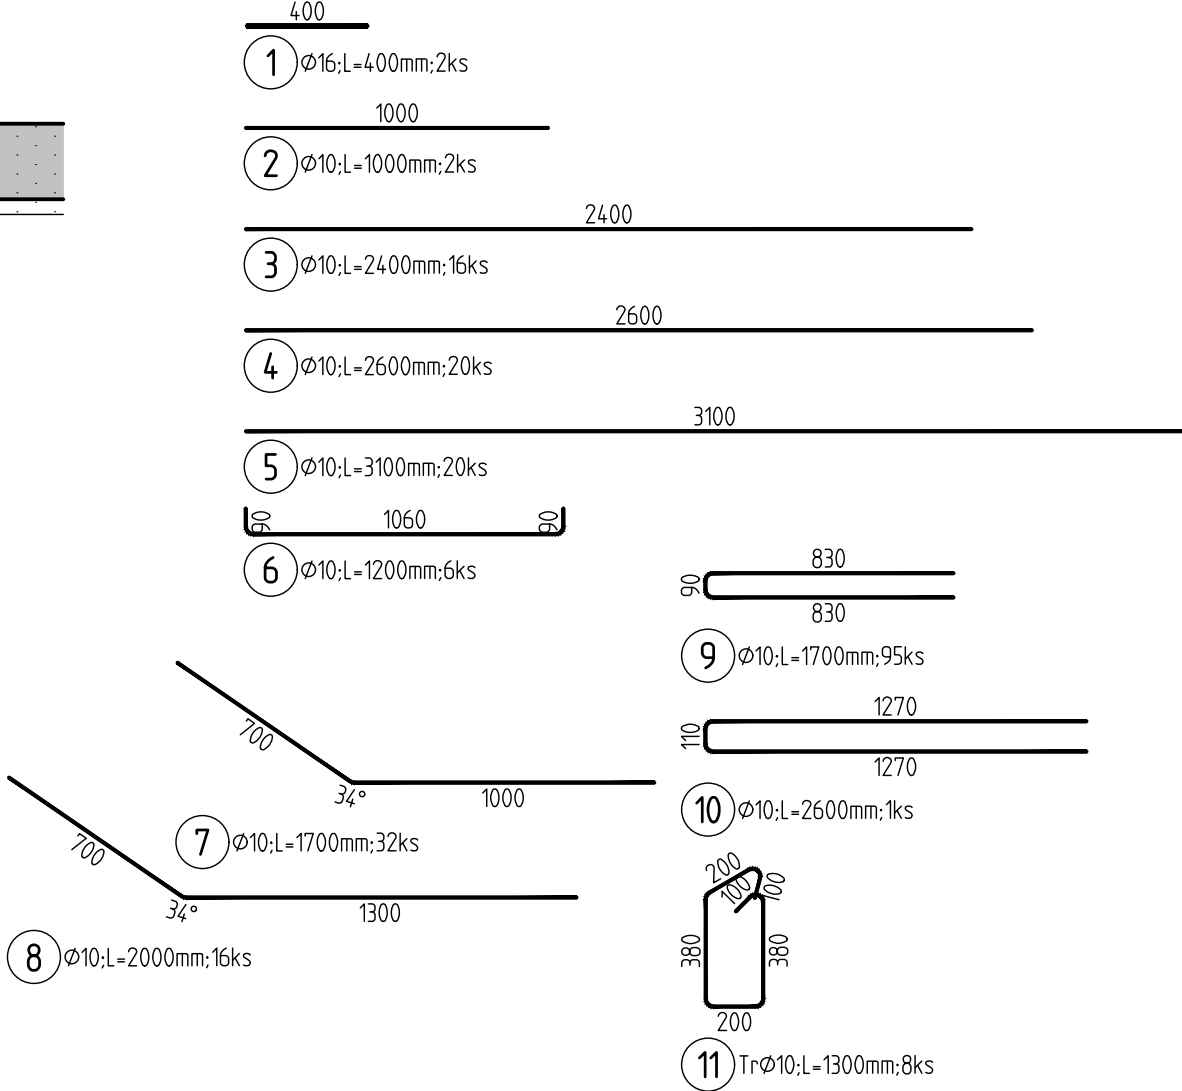 400
1 Ø16;L=400mm;2ks
1000
2 Ø10;L=1000mm;2ks
2400
3 Ø10;L=2400mm;16ks
2600
4 Ø10;L=2600mm;20ks
3100
5 Ø10;L=3100mm;20ks
90 1060 90
6 Ø10;L=1200mm;6ks
830
90
830
9 Ø10;L=1700mm;95ks
1270
110
1270
10 Ø10;L=2600mm;1ks
700
34° 1000
7 Ø10;L=1700mm;32ks
700
34° 1300
8 Ø10;L=2000mm;16ks
200
100 100
380 380
200
11 TrØ10;L=1300mm;8ks